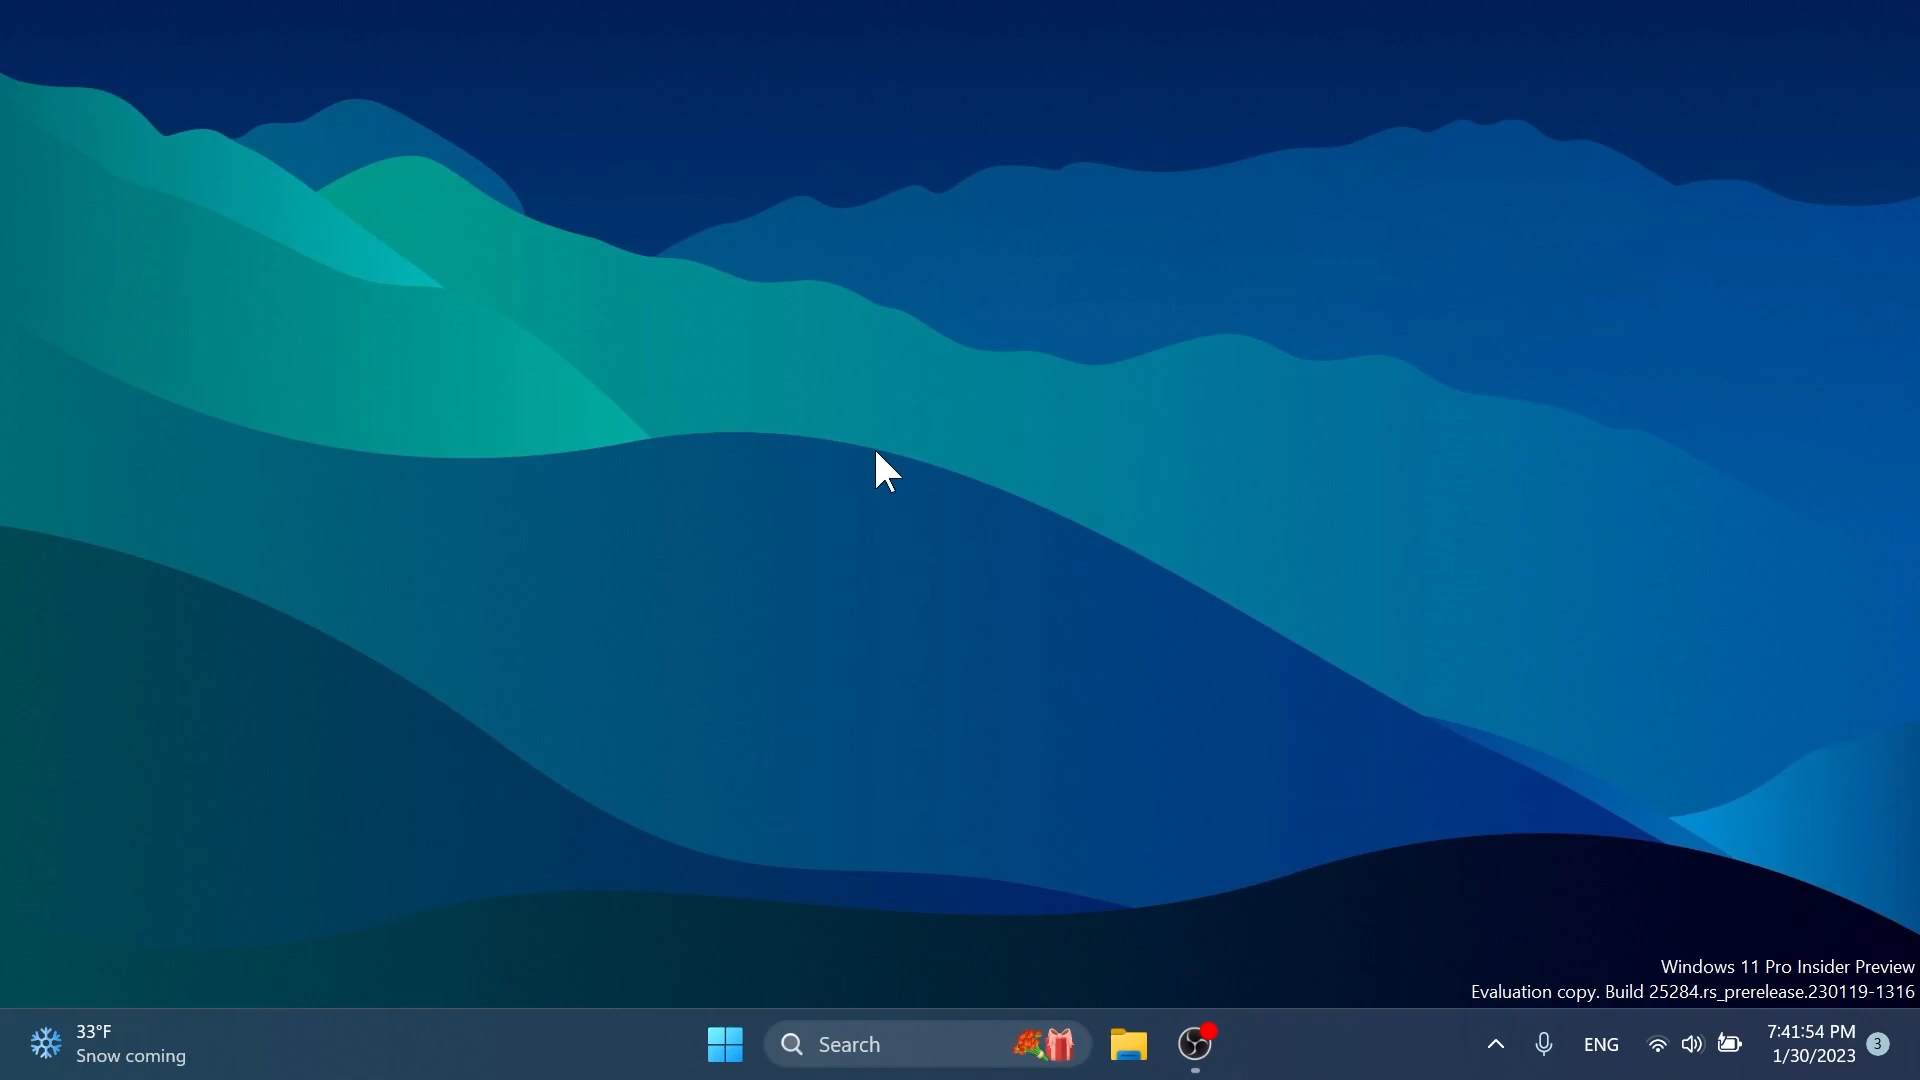 Windows 11 Pro Insider Preview
Evaluation copy. Build 25284.rs_prerelease.230119-1316
33°F
Snow coming
Search
ENG
7:41:54 PM
1/30/2023
3